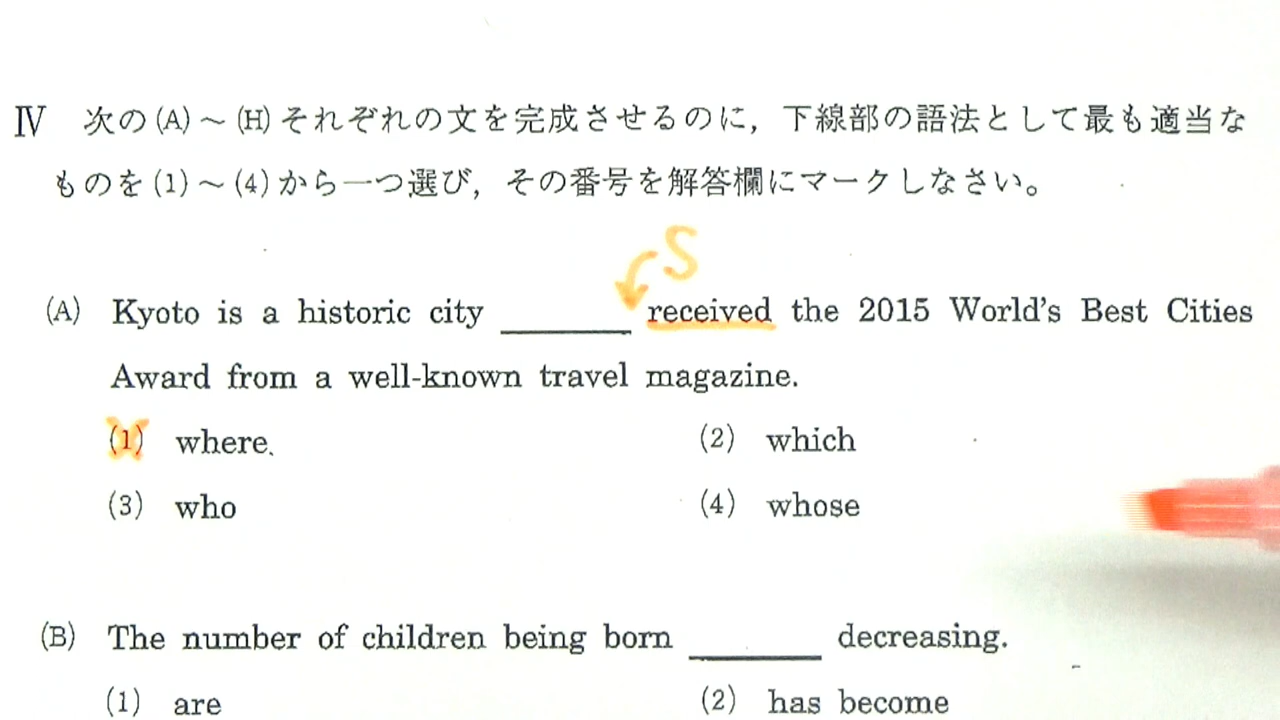 Ⅳ 次の(A)～(H)それぞれの文を完成させるのに，下線部の語法として最も適当な
ものを(1)～(4)から一つ選び，その番号を解答欄にマークしなさい。
S
(A) Kyoto is a historic city ______ received the 2015 World's Best Cities
Award from a well-known travel magazine.
(1) where (2) which
(3) who (4) whose
(B) The number of children being born ______ decreasing.
(1) are (2) has become